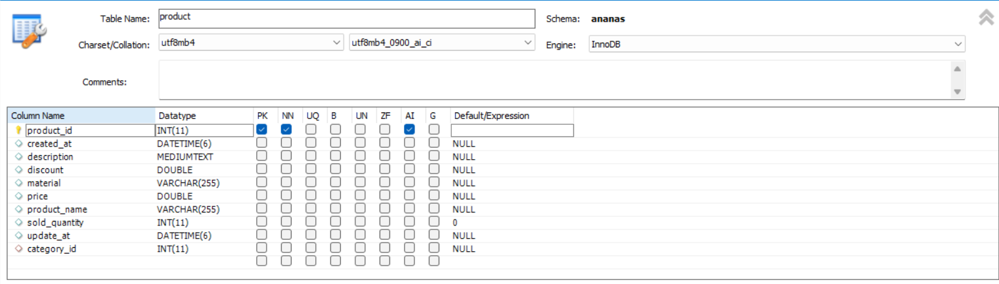 Table Name: product Schema: ananas
Charset/Collation: utf8mb4 utf8mb4_0900_ai_ci Engine: InnoDB
Comments:
Column Name Datatype PK NN UQ B UN ZF AI G Default/Expression
product_id INT(11)
created_at DATETIME(6) NULL
description MEDIUMTEXT NULL
discount DOUBLE NULL
material VARCHAR(255) NULL
price DOUBLE NULL
product_name VARCHAR(255) NULL
sold_quantity INT(11) 0
update_at DATETIME(6) NULL
category_id INT(11) NULL